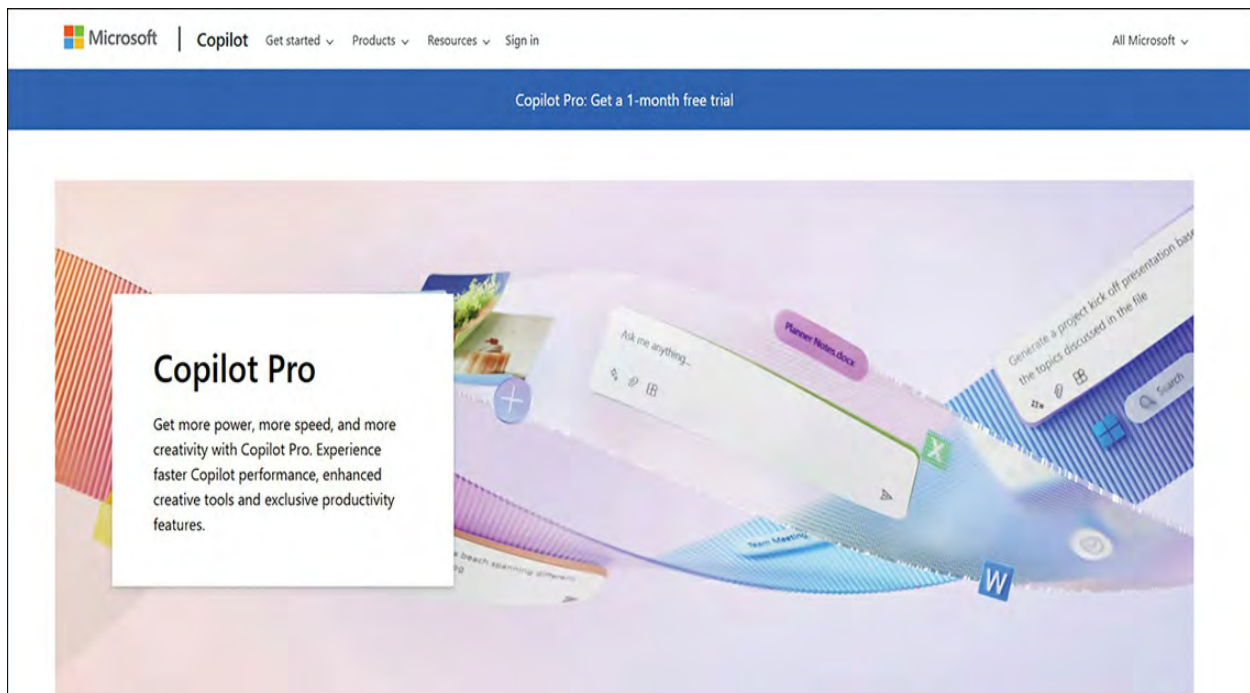 Microsoft | Copilot Get started Products Resources Sign in All Microsoft
Copilot Pro: Get a 1-month free trial
Copilot Pro
Get more power, more speed, and more
creativity with Copilot Pro. Experience
faster Copilot performance, enhanced
creative tools and exclusive productivity
features.
Ask me anything...
Planner Notes.docx
Generate a project kick off presentation
the topics discussed in the file
Search
X
Team Meeting
beach spanning different
W